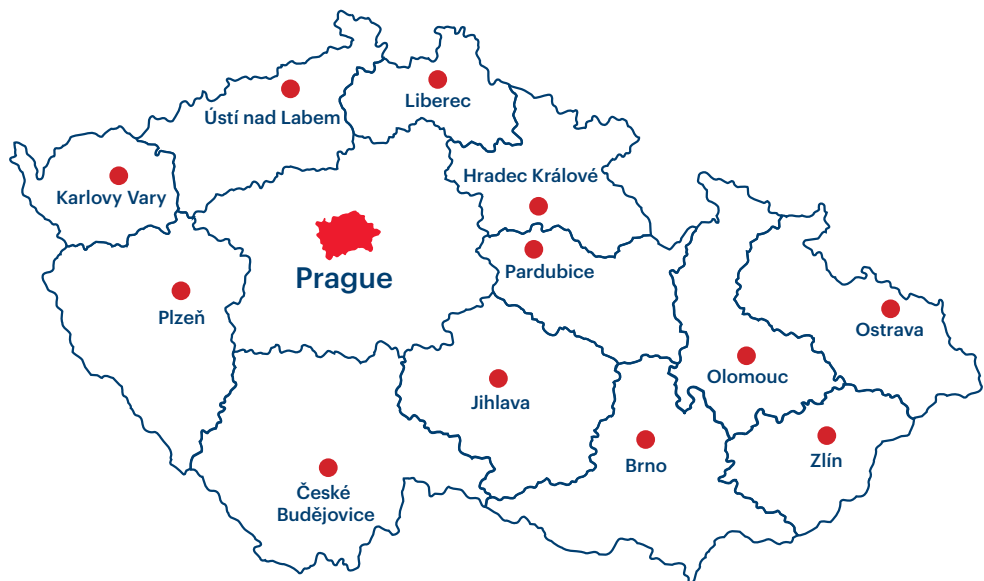 Liberec
Ústí nad Labem
Hradec Králové
Karlovy Vary
Pardubice
Prague
Plzeň
Ostrava
Olomouc
Jihlava
Zlín
Brno
České
Budějovice